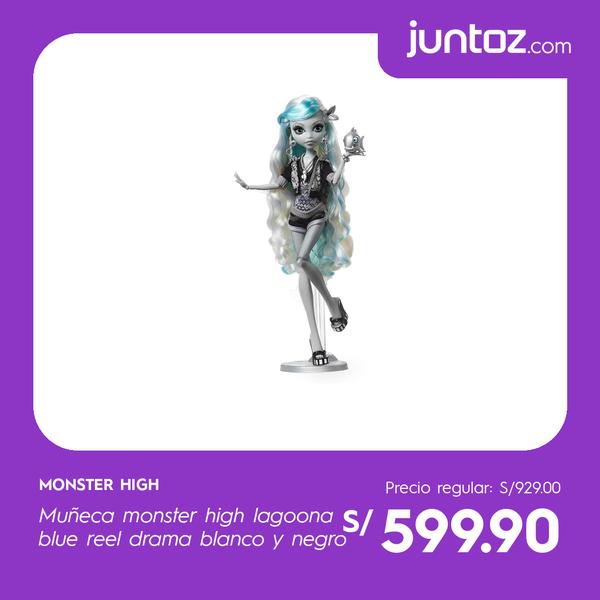 juntoz.com
MONSTER HIGH
Muñeca monster high lagoona
blue reel drama blanco y negro
Precio regular: S/929.00
S/ 599.90